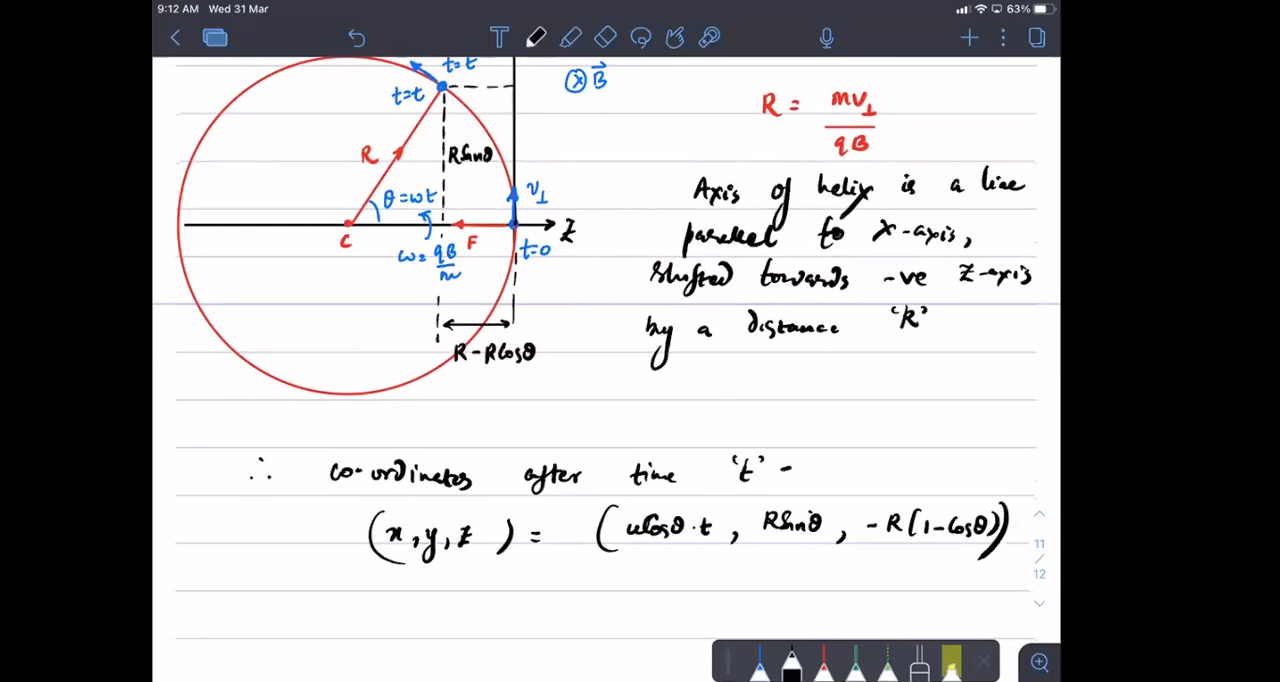 9:12 AM Wed 31 Mar
63%
t=t
t=t
ⓧ B⃗
R = mv⊥
qB
R
Rsinθ
θ=ωt
v⊥
Axis of helix is a line
parallel to x-axis,
shifted towards -ve z-axis
by a distance 'R'
C
F
Z
ω= qB
m
t=0
R-Rcosθ
∴ co-ordinates after time 't' -
(x, y, z) = (ucosθ·t, Rsinθ, -R(1-cosθ))
11
/
12